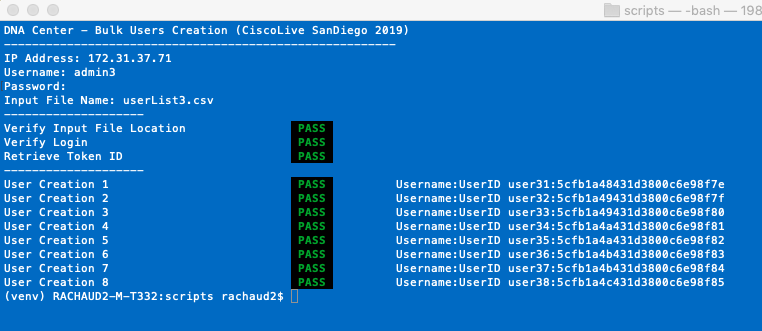 scripts — -bash — 198
DNA Center – Bulk Users Creation (CiscoLive SanDiego 2019)
--------------------------------------------------------
IP Address: 172.31.37.71
Username: admin3
Password:
Input File Name: userList3.csv
--------------------
Verify Input File Location PASS
Verify Login PASS
Retrieve Token ID PASS
--------------------
User Creation 1 PASS Username:UserID user31:5cfb1a48431d3800c6e98f7e
User Creation 2 PASS Username:UserID user32:5cfb1a49431d3800c6e98f7f
User Creation 3 PASS Username:UserID user33:5cfb1a49431d3800c6e98f80
User Creation 4 PASS Username:UserID user34:5cfb1a4a431d3800c6e98f81
User Creation 5 PASS Username:UserID user35:5cfb1a4a431d3800c6e98f82
User Creation 6 PASS Username:UserID user36:5cfb1a4b431d3800c6e98f83
User Creation 7 PASS Username:UserID user37:5cfb1a4b431d3800c6e98f84
User Creation 8 PASS Username:UserID user38:5cfb1a4c431d3800c6e98f85
(venv) RACHAUD2-M-T332:scripts rachaud2$